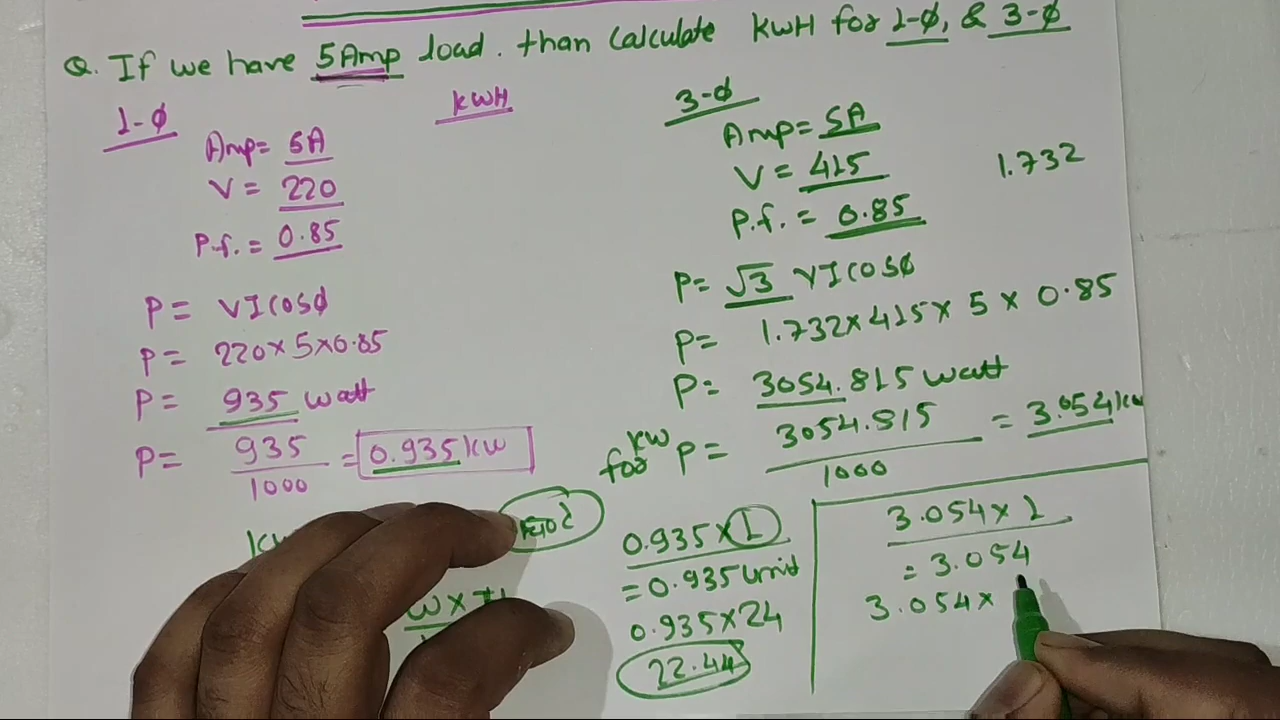 Q. If we have 5Amp load. than calculate kWH for 1-Φ, & 3-Φ
kWH
1-Φ
Amp= 5A
V= 220
P.f.= 0.85
P= VICosΦ
P= 220×5×0.85
P= 935 watt
P= 935/1000 = 0.935kW
3-Φ
Amp= 5A
V= 415
1.732
P.f.= 0.85
P= √3 VICosΦ
P= 1.732×415×5×0.85
P= 3054.815 watt
for kW P= 3054.815/1000 = 3.054kW
0.935×1
=0.935Unit
0.935×24
22.44
3.054×1
=3.054
3.054×